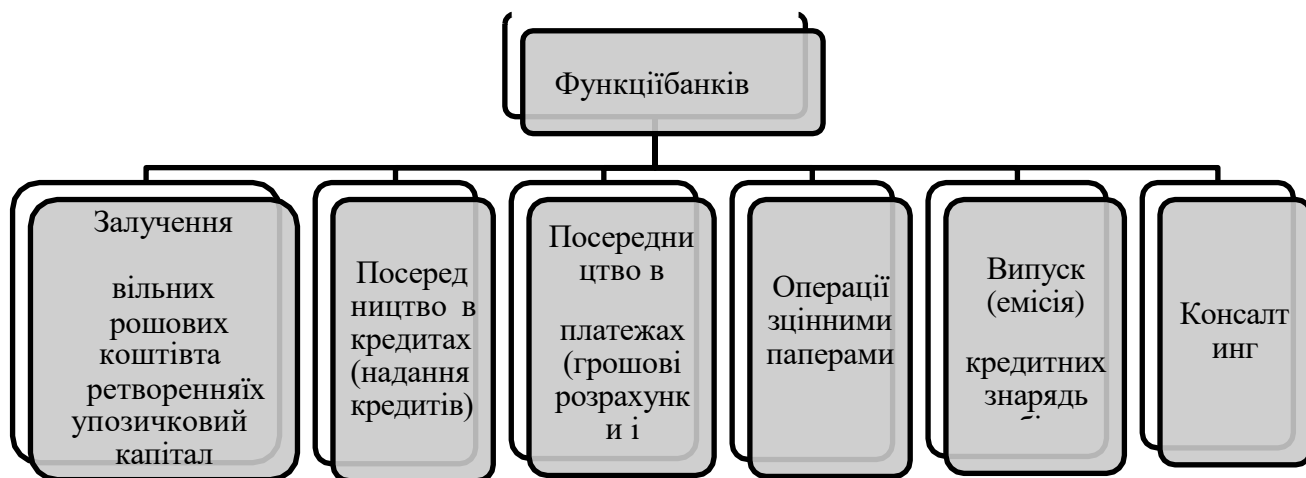 Функціїбанків
Залучення
вільних
рошових
коштівта
ретворенняїх
упозичковий
капітал
Посеред
ництво в
кредитах
(надання
кредитів)
Посередни
цтво в
платежах
(грошові
розрахунк
и і
Операції
зцінними
паперами
Випуск
(емісія)
кредитних
знарядь
Консалт
инг